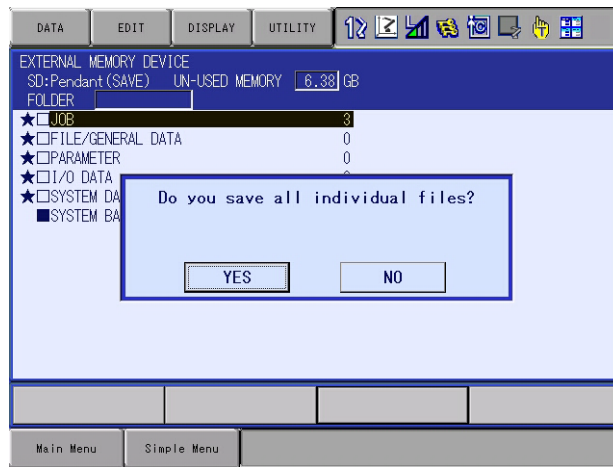 DATA EDIT DISPLAY UTILITY
EXTERNAL MEMORY DEVICE
SD:Pendant(SAVE) UN-USED MEMORY 6.38 GB
FOLDER
★□JOB 3
★□FILE/GENERAL DATA 0
★□PARAMETER 0
★□I/O DATA
★□SYSTEM DA
■SYSTEM BA
Do you save all individual files?
YES NO
Main Menu Simple Menu